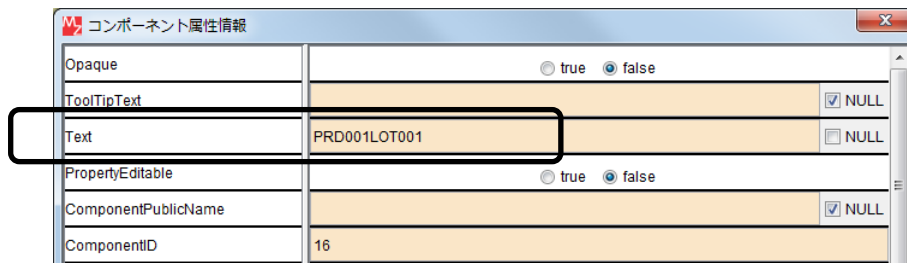 コンポーネント属性情報
Opaque true false
ToolTipText NULL
Text PRD001LOT001 NULL
PropertyEditable true false
ComponentPublicName NULL
ComponentID 16